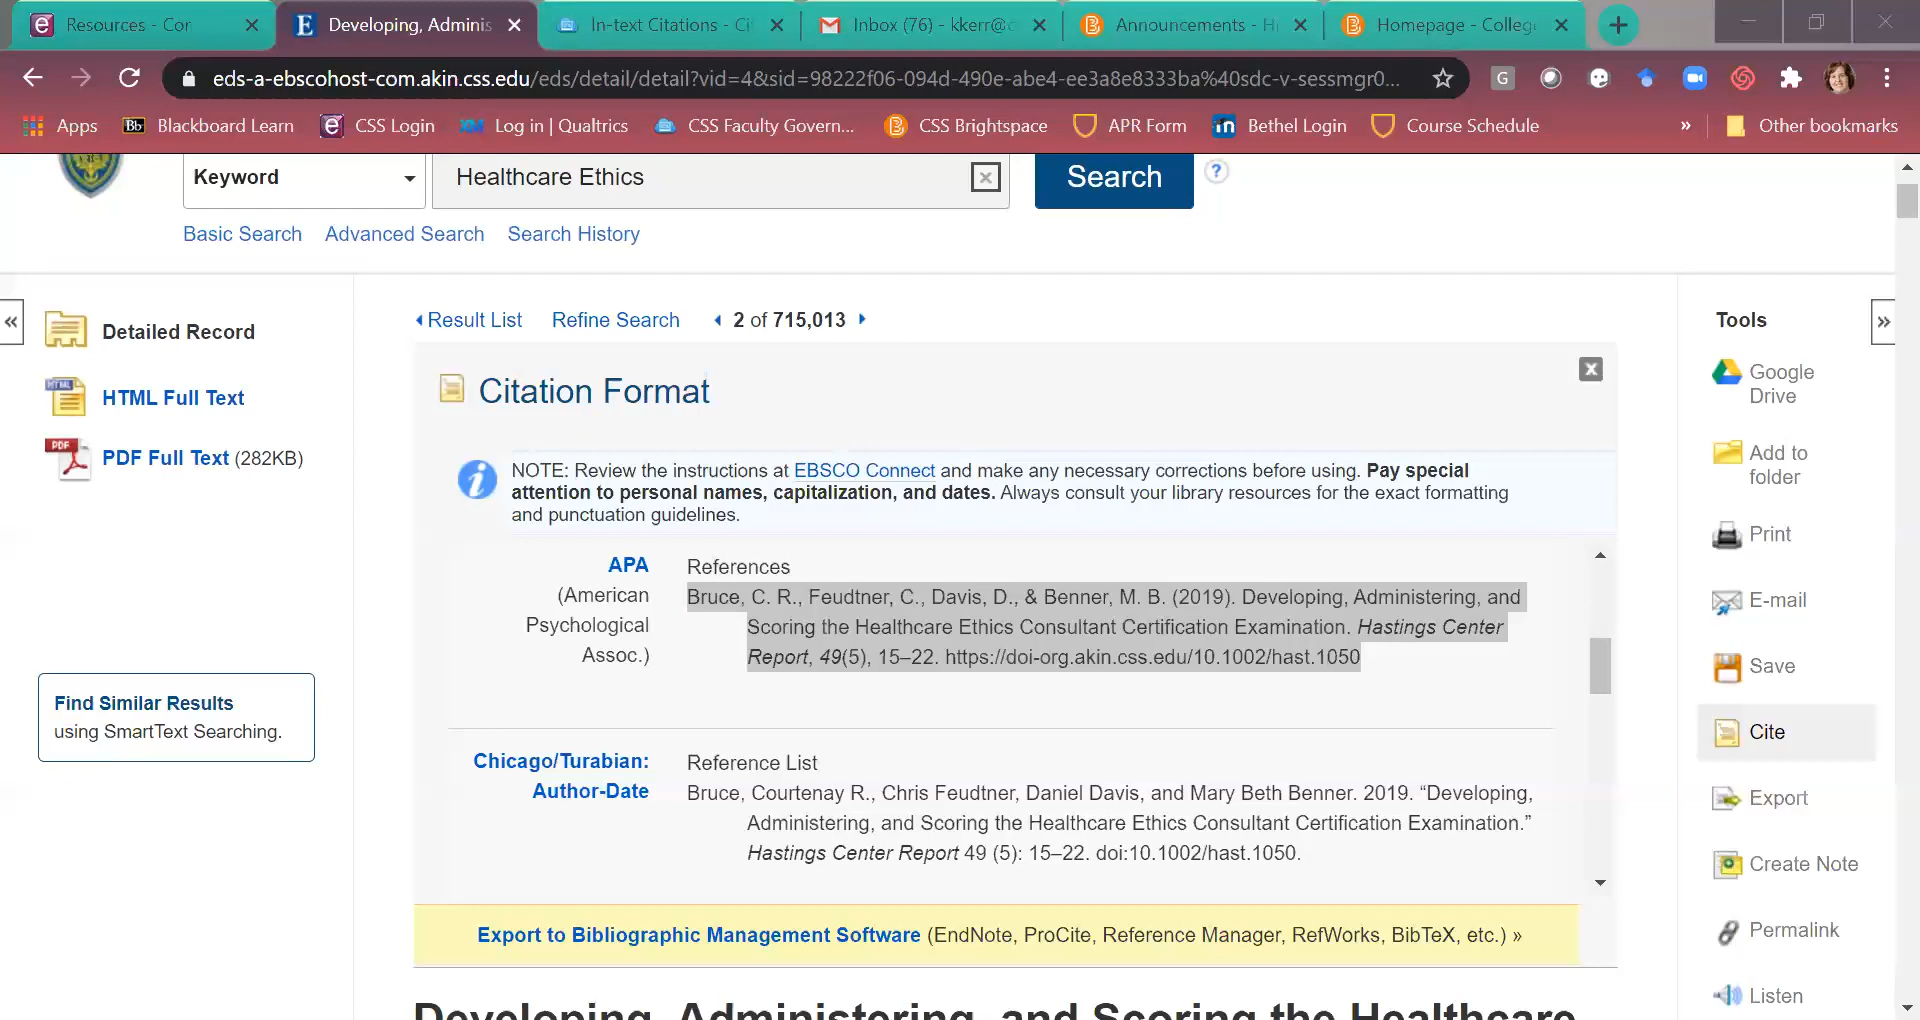 Resources - Cor
Developing, Adminis
In-text Citations - Ci
Inbox (76) - kkerr@c
Announcements - H
Homepage - College
eds-a-ebscohost-com.akin.css.edu/eds/detail/detail?vid=4&sid=98222f06-094d-490e-abe4-ee3a8e8333ba%40sdc-v-sessmgr0...
Apps
Bb Blackboard Learn
CSS Login
Log in | Qualtrics
CSS Faculty Govern...
CSS Brightspace
APR Form
Bethel Login
Course Schedule
»
Other bookmarks
Keyword
Healthcare Ethics
Search
Basic Search
Advanced Search
Search History
Detailed Record
HTML Full Text
PDF Full Text (282KB)
Find Similar Results
using SmartText Searching.
Result List
Refine Search
2 of 715,013
Citation Format
NOTE: Review the instructions at EBSCO Connect and make any necessary corrections before using. Pay special
attention to personal names, capitalization, and dates. Always consult your library resources for the exact formatting
and punctuation guidelines.
APA
(American
Psychological
Assoc.)
References
Bruce, C. R., Feudtner, C., Davis, D., & Benner, M. B. (2019). Developing, Administering, and
Scoring the Healthcare Ethics Consultant Certification Examination. Hastings Center
Report, 49(5), 15–22. https://doi-org.akin.css.edu/10.1002/hast.1050
Chicago/Turabian:
Author-Date
Reference List
Bruce, Courtenay R., Chris Feudtner, Daniel Davis, and Mary Beth Benner. 2019. “Developing,
Administering, and Scoring the Healthcare Ethics Consultant Certification Examination.”
Hastings Center Report 49 (5): 15–22. doi:10.1002/hast.1050.
Export to Bibliographic Management Software (EndNote, ProCite, Reference Manager, RefWorks, BibTeX, etc.) »
Developing, Administering, and Scoring the Healthcare
Tools
Google
Drive
Add to
folder
Print
E-mail
Save
Cite
Export
Create Note
Permalink
Listen